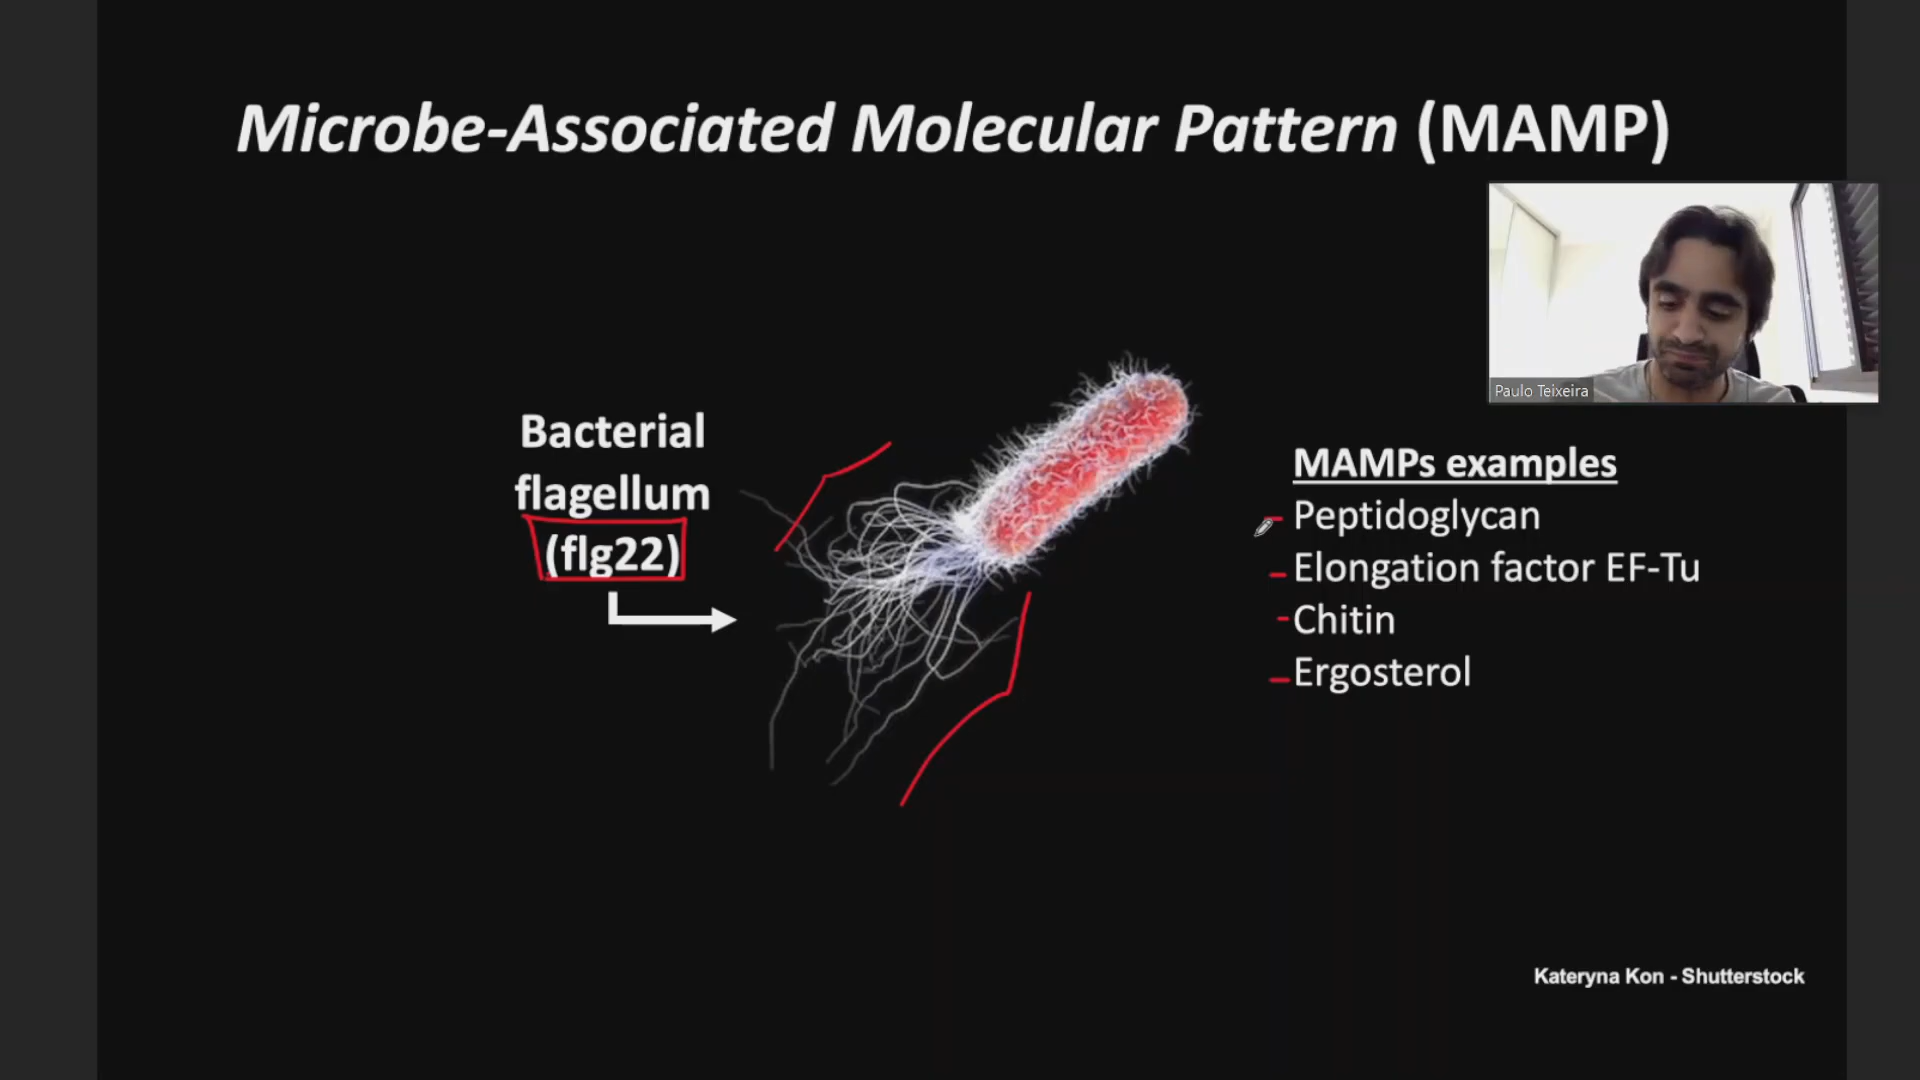 Microbe-Associated Molecular Pattern (MAMP)
Paulo Teixeira
Bacterial
flagellum
(flg22)
MAMPs examples
Peptidoglycan
Elongation factor EF-Tu
Chitin
Ergosterol
Kateryna Kon - Shutterstock